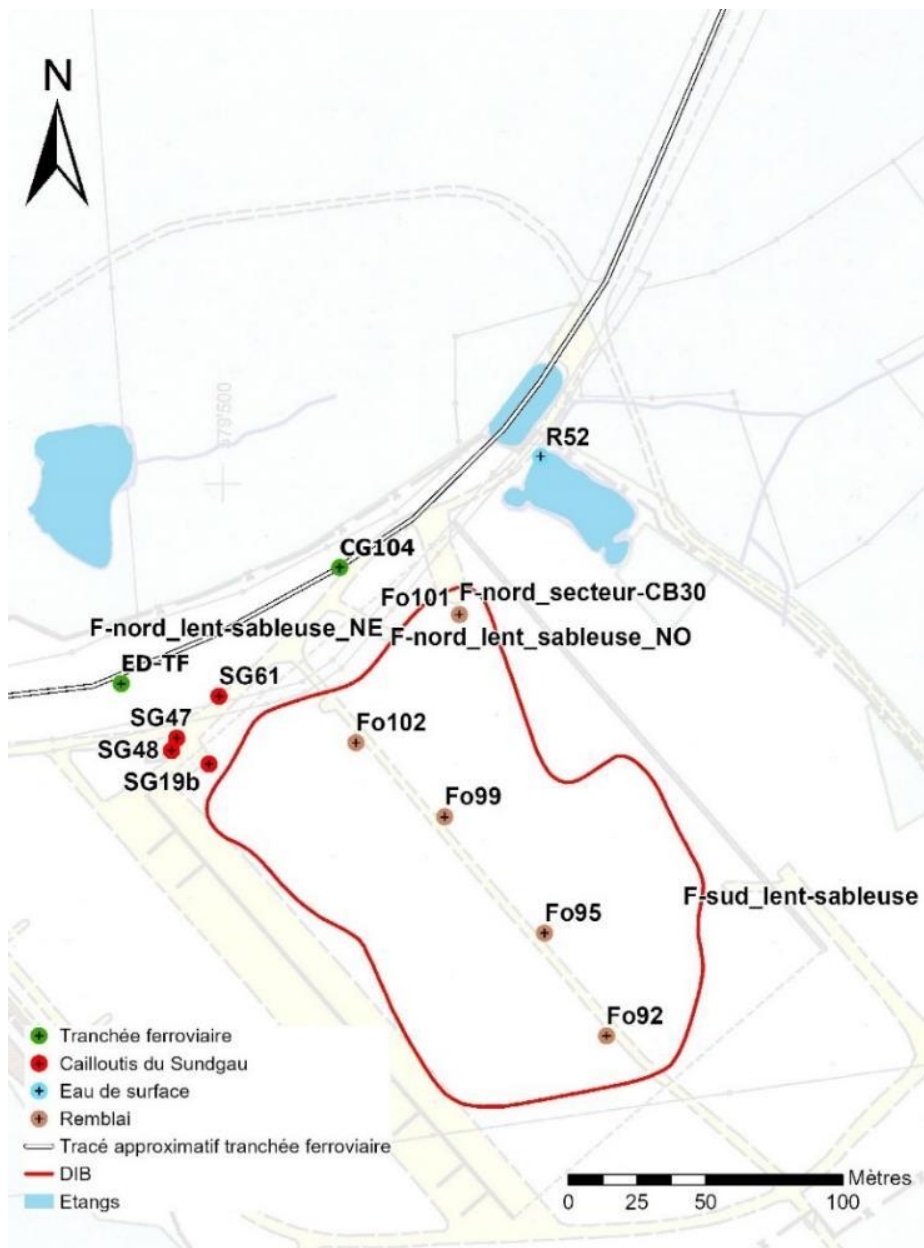 N
579'500
R52
CG104
Fo101
F-nord_secteur-CB30
F-nord_lent-sableuse_NE
F-nord_lent_sableuse_NO
ED-TF
SG61
SG47
Fo102
SG48
SG19b
Fo99
F-sud_lent-sableuse
Fo95
Fo92
Tranchée ferroviaire
Cailloutis du Sundgau
Eau de surface
Remblai
Tracé approximatif tranchée ferroviaire
DIB
Etangs
Mètres
0 25 50 100